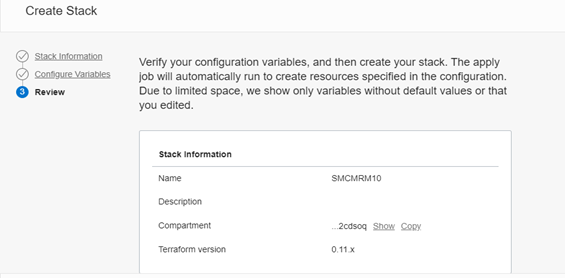 Create Stack
Stack Information
Configure Variables
3 Review
Verify your configuration variables, and then create your stack. The apply
job will automatically run to create resources specified in the configuration.
Due to limited space, we show only variables without default values or that
you edited.
Stack Information
Name SMCMRM10
Description
Compartment ...2cdsoq Show Copy
Terraform version 0.11.x